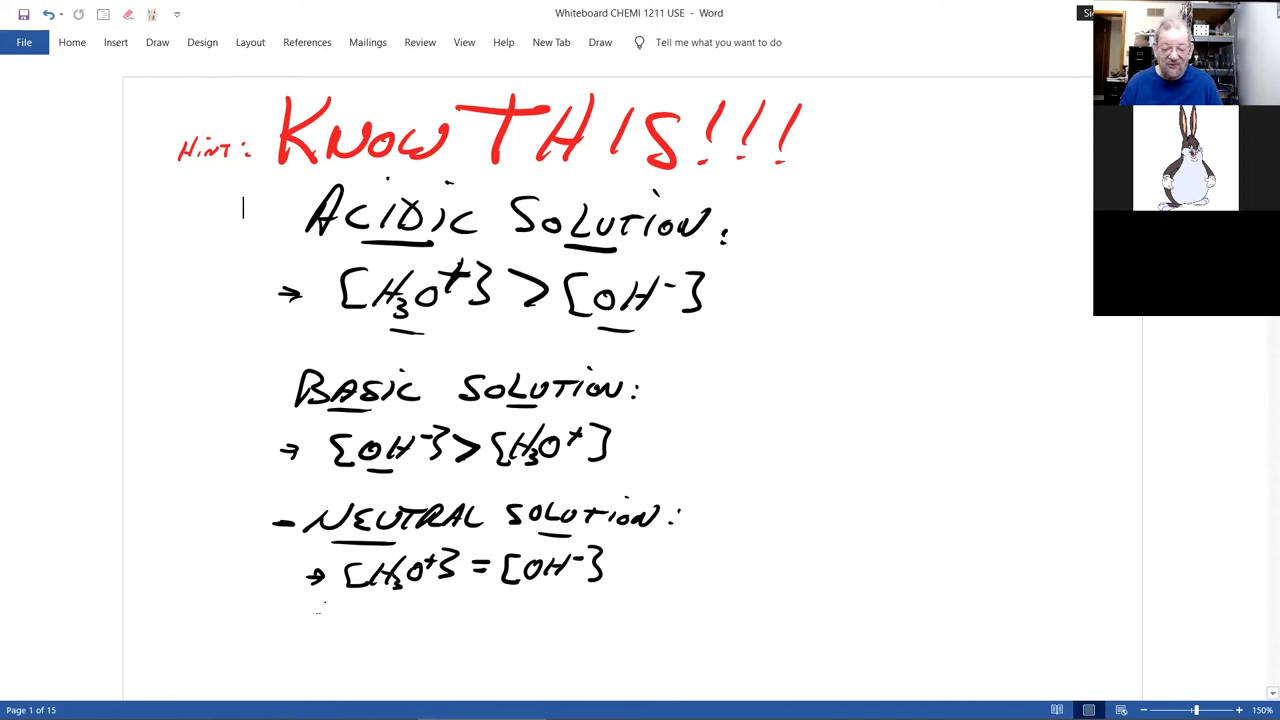 Whiteboard CHEMI 1211 USE - Word
File Home Insert Draw Design Layout References Mailings Review View Help New Tab Draw Tell me what you want to do
Hint: KNOW THIS!!!
ACIDIC SOLUTION:
→ [H₃O⁺] > [OH⁻]
BASIC SOLUTION:
→ [OH⁻] > [H₃O⁺]
- NEUTRAL SOLUTION:
→ [H₃O⁺] = [OH⁻]
Page 1 of 15
150%